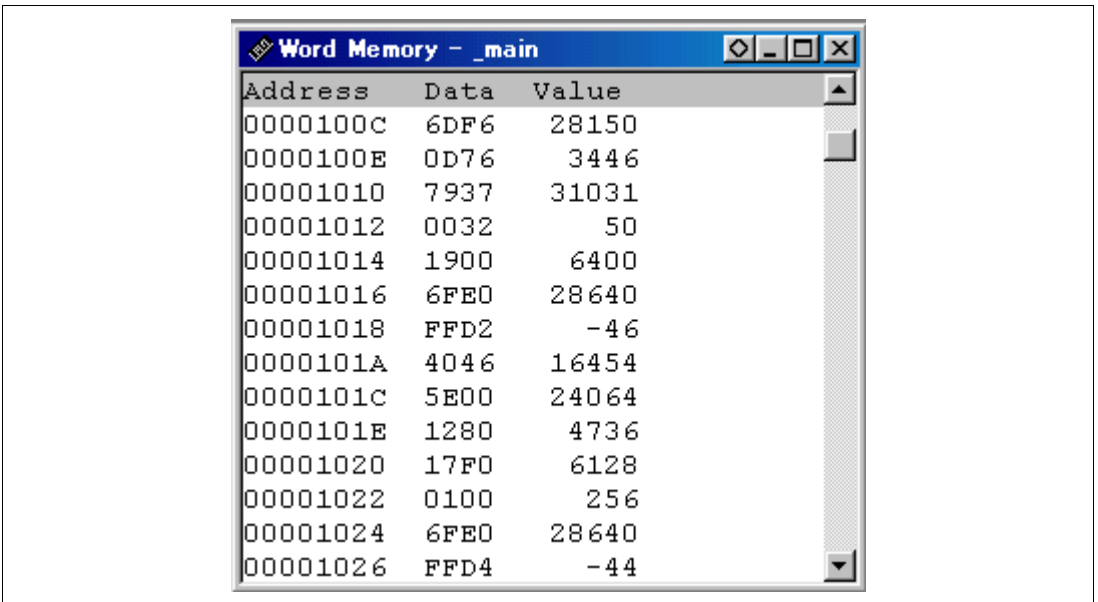 Word Memory - _main
Address Data Value
0000100C 6DF6 28150
0000100E 0D76 3446
00001010 7937 31031
00001012 0032 50
00001014 1900 6400
00001016 6FE0 28640
00001018 FFD2 -46
0000101A 4046 16454
0000101C 5E00 24064
0000101E 1280 4736
00001020 17F0 6128
00001022 0100 256
00001024 6FE0 28640
00001026 FFD4 -44